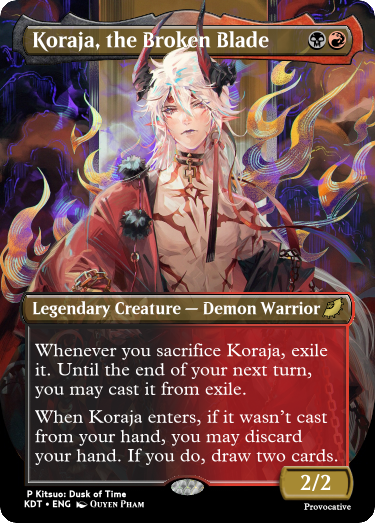 Koraja, the Broken Blade
Legendary Creature — Demon Warrior
Whenever you sacrifice Koraja, exile
it. Until the end of your next turn,
you may cast it from exile.
When Koraja enters, if it wasn't cast
from your hand, you may discard
your hand. If you do, draw two cards.
2/2
P Kitsuo: Dusk of Time
KDT • ENG Ouyen Pham
Provocative